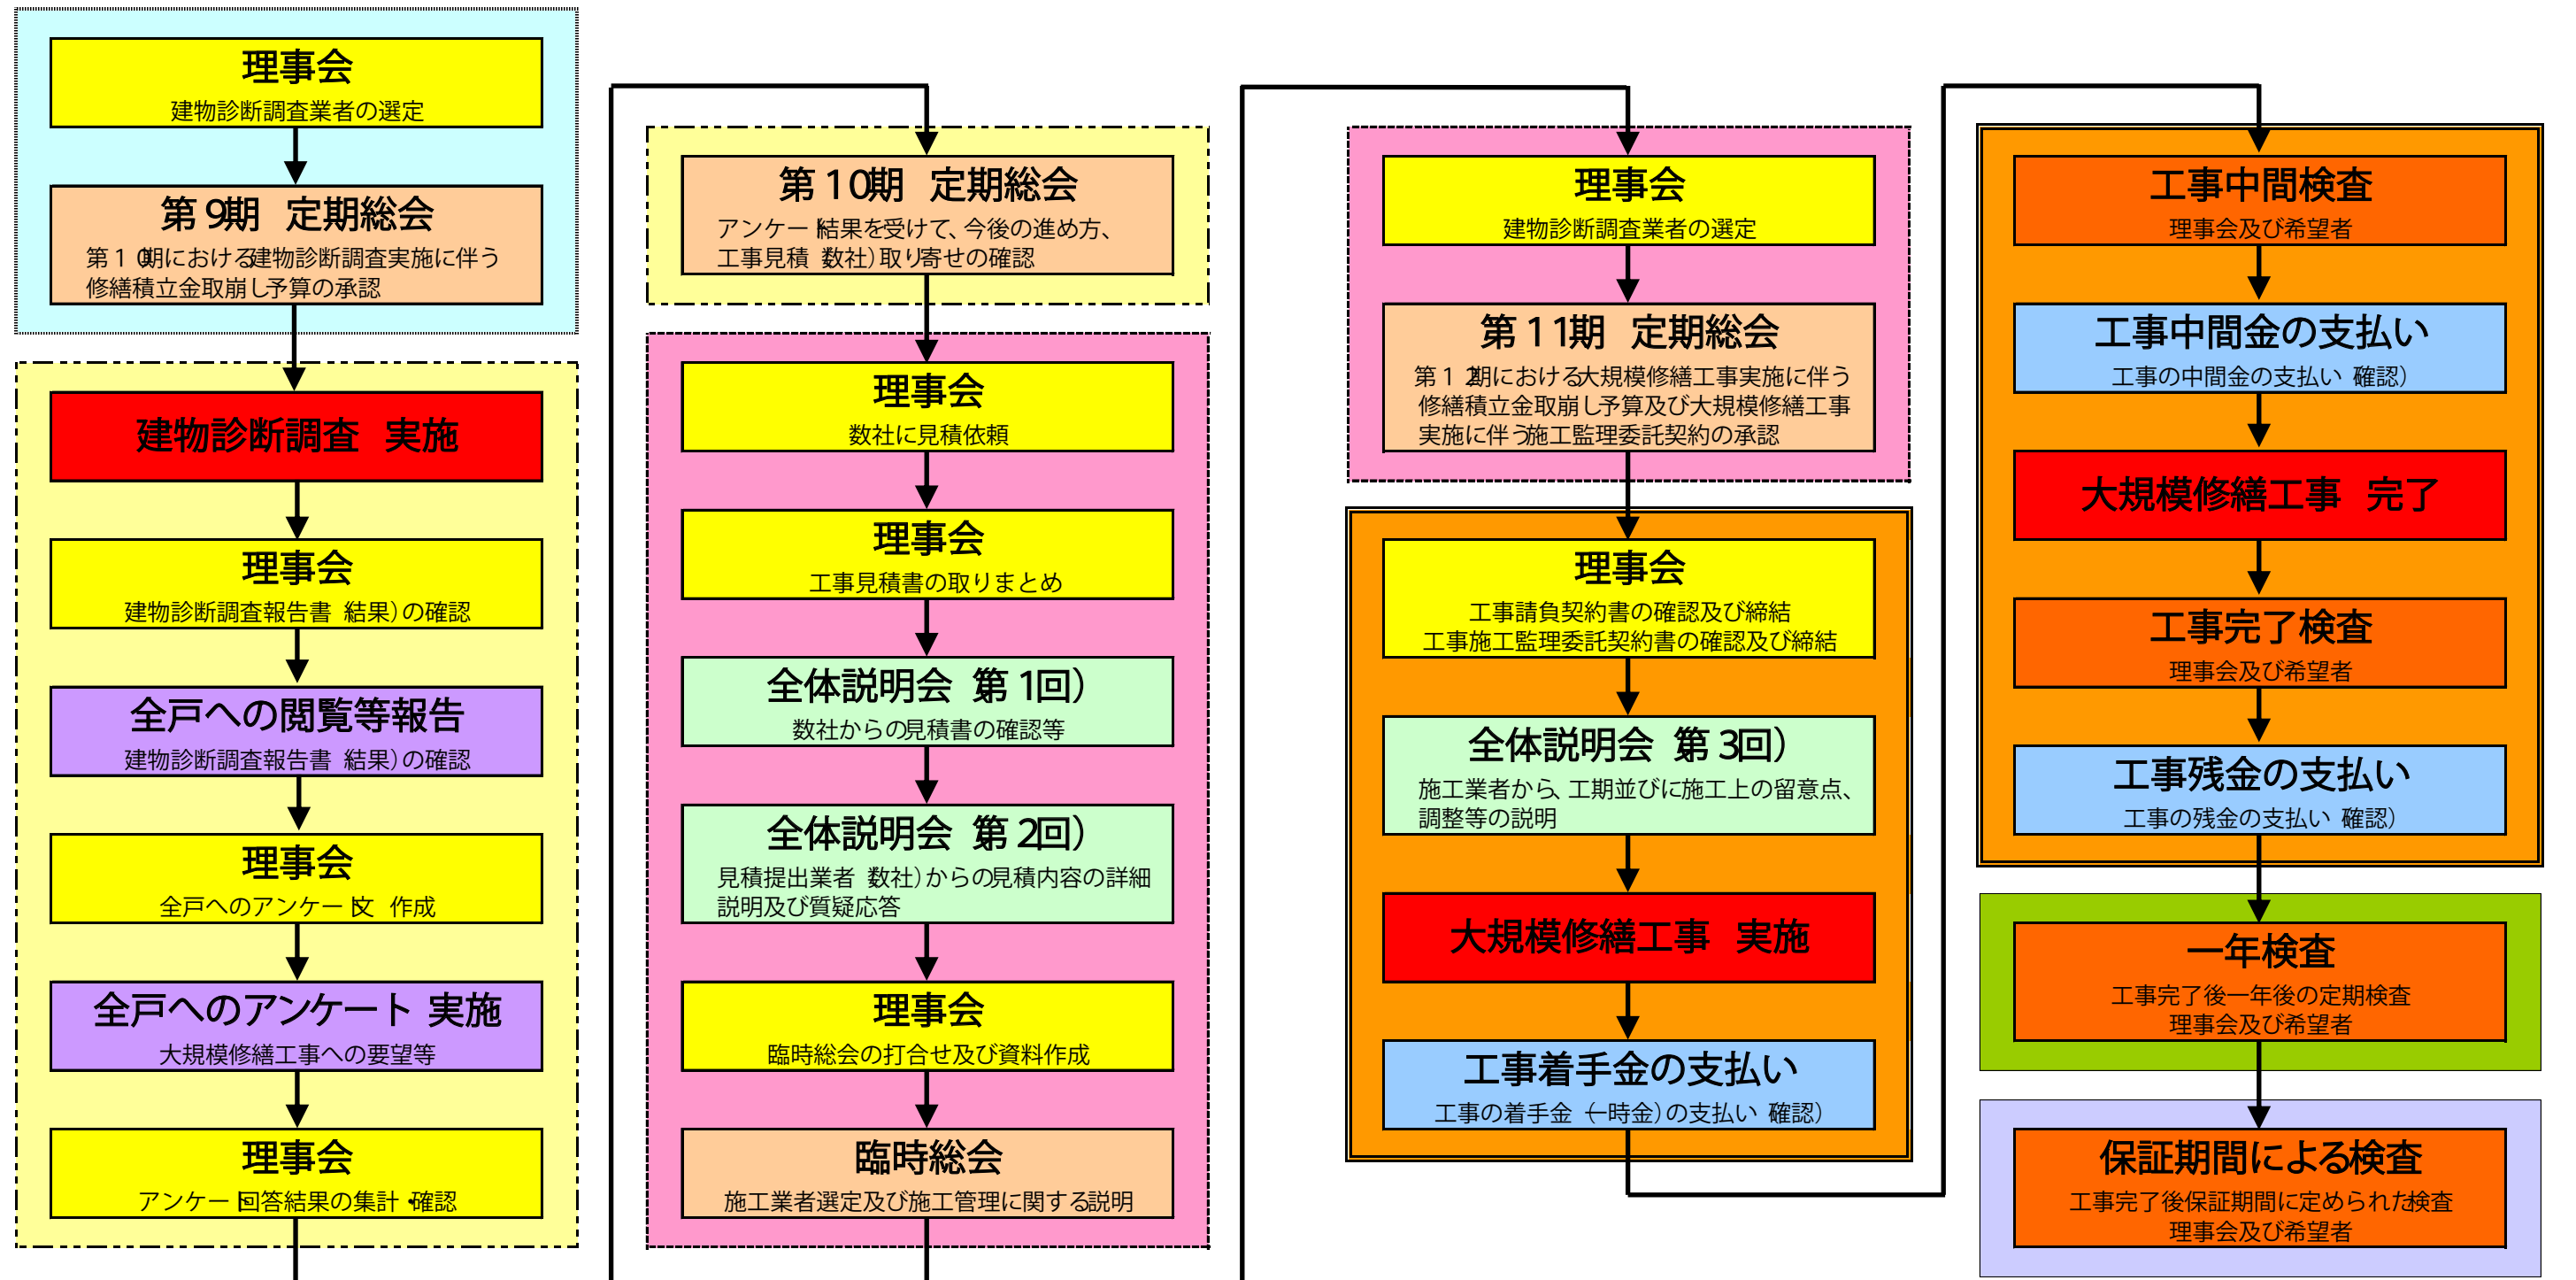 理事会
建物診断調査業者の選定
第9期 定期総会
第10期における建物診断調査実施に伴う
修繕積立金取崩し予算の承認
建物診断調査 実施
理事会
建物診断調査報告書(結果)の確認
全戸への閲覧等報告
建物診断調査報告書(結果)の確認
理事会
全戸へのアンケート文 作成
全戸へのアンケート 実施
大規模修繕工事への要望等
理事会
アンケート回答結果の集計・確認
第10期 定期総会
アンケート結果を受けて、今後の進め方、
工事見積(数社)取り寄せの確認
理事会
数社に見積依頼
理事会
工事見積書の取りまとめ
全体説明会(第1回)
数社からの見積書の確認等
全体説明会(第2回)
見積提出業者(数社)からの見積内容の詳細
説明及び質疑応答
理事会
臨時総会の打合せ及び資料作成
臨時総会
施工業者選定及び施工管理に関する説明
理事会
建物診断調査業者の選定
第11期 定期総会
第12期における大規模修繕工事実施に伴う
修繕積立金取崩し予算及び大規模修繕工事
実施に伴う施工監理委託契約の承認
理事会
工事請負契約書の確認及び締結
工事施工監理委託契約書の確認及び締結
全体説明会(第3回)
施工業者から、工期並びに施工上の留意点、
調整等の説明
大規模修繕工事 実施
工事着手金の支払い
工事の着手金(一時金)の支払い(確認)
工事中間検査
理事会及び希望者
工事中間金の支払い
工事の中間金の支払い(確認)
大規模修繕工事 完了
工事完了検査
理事会及び希望者
工事残金の支払い
工事の残金の支払い(確認)
一年検査
工事完了後一年後の定期検査
理事会及び希望者
保証期間による検査
工事完了後保証期間に定められた検査
理事会及び希望者